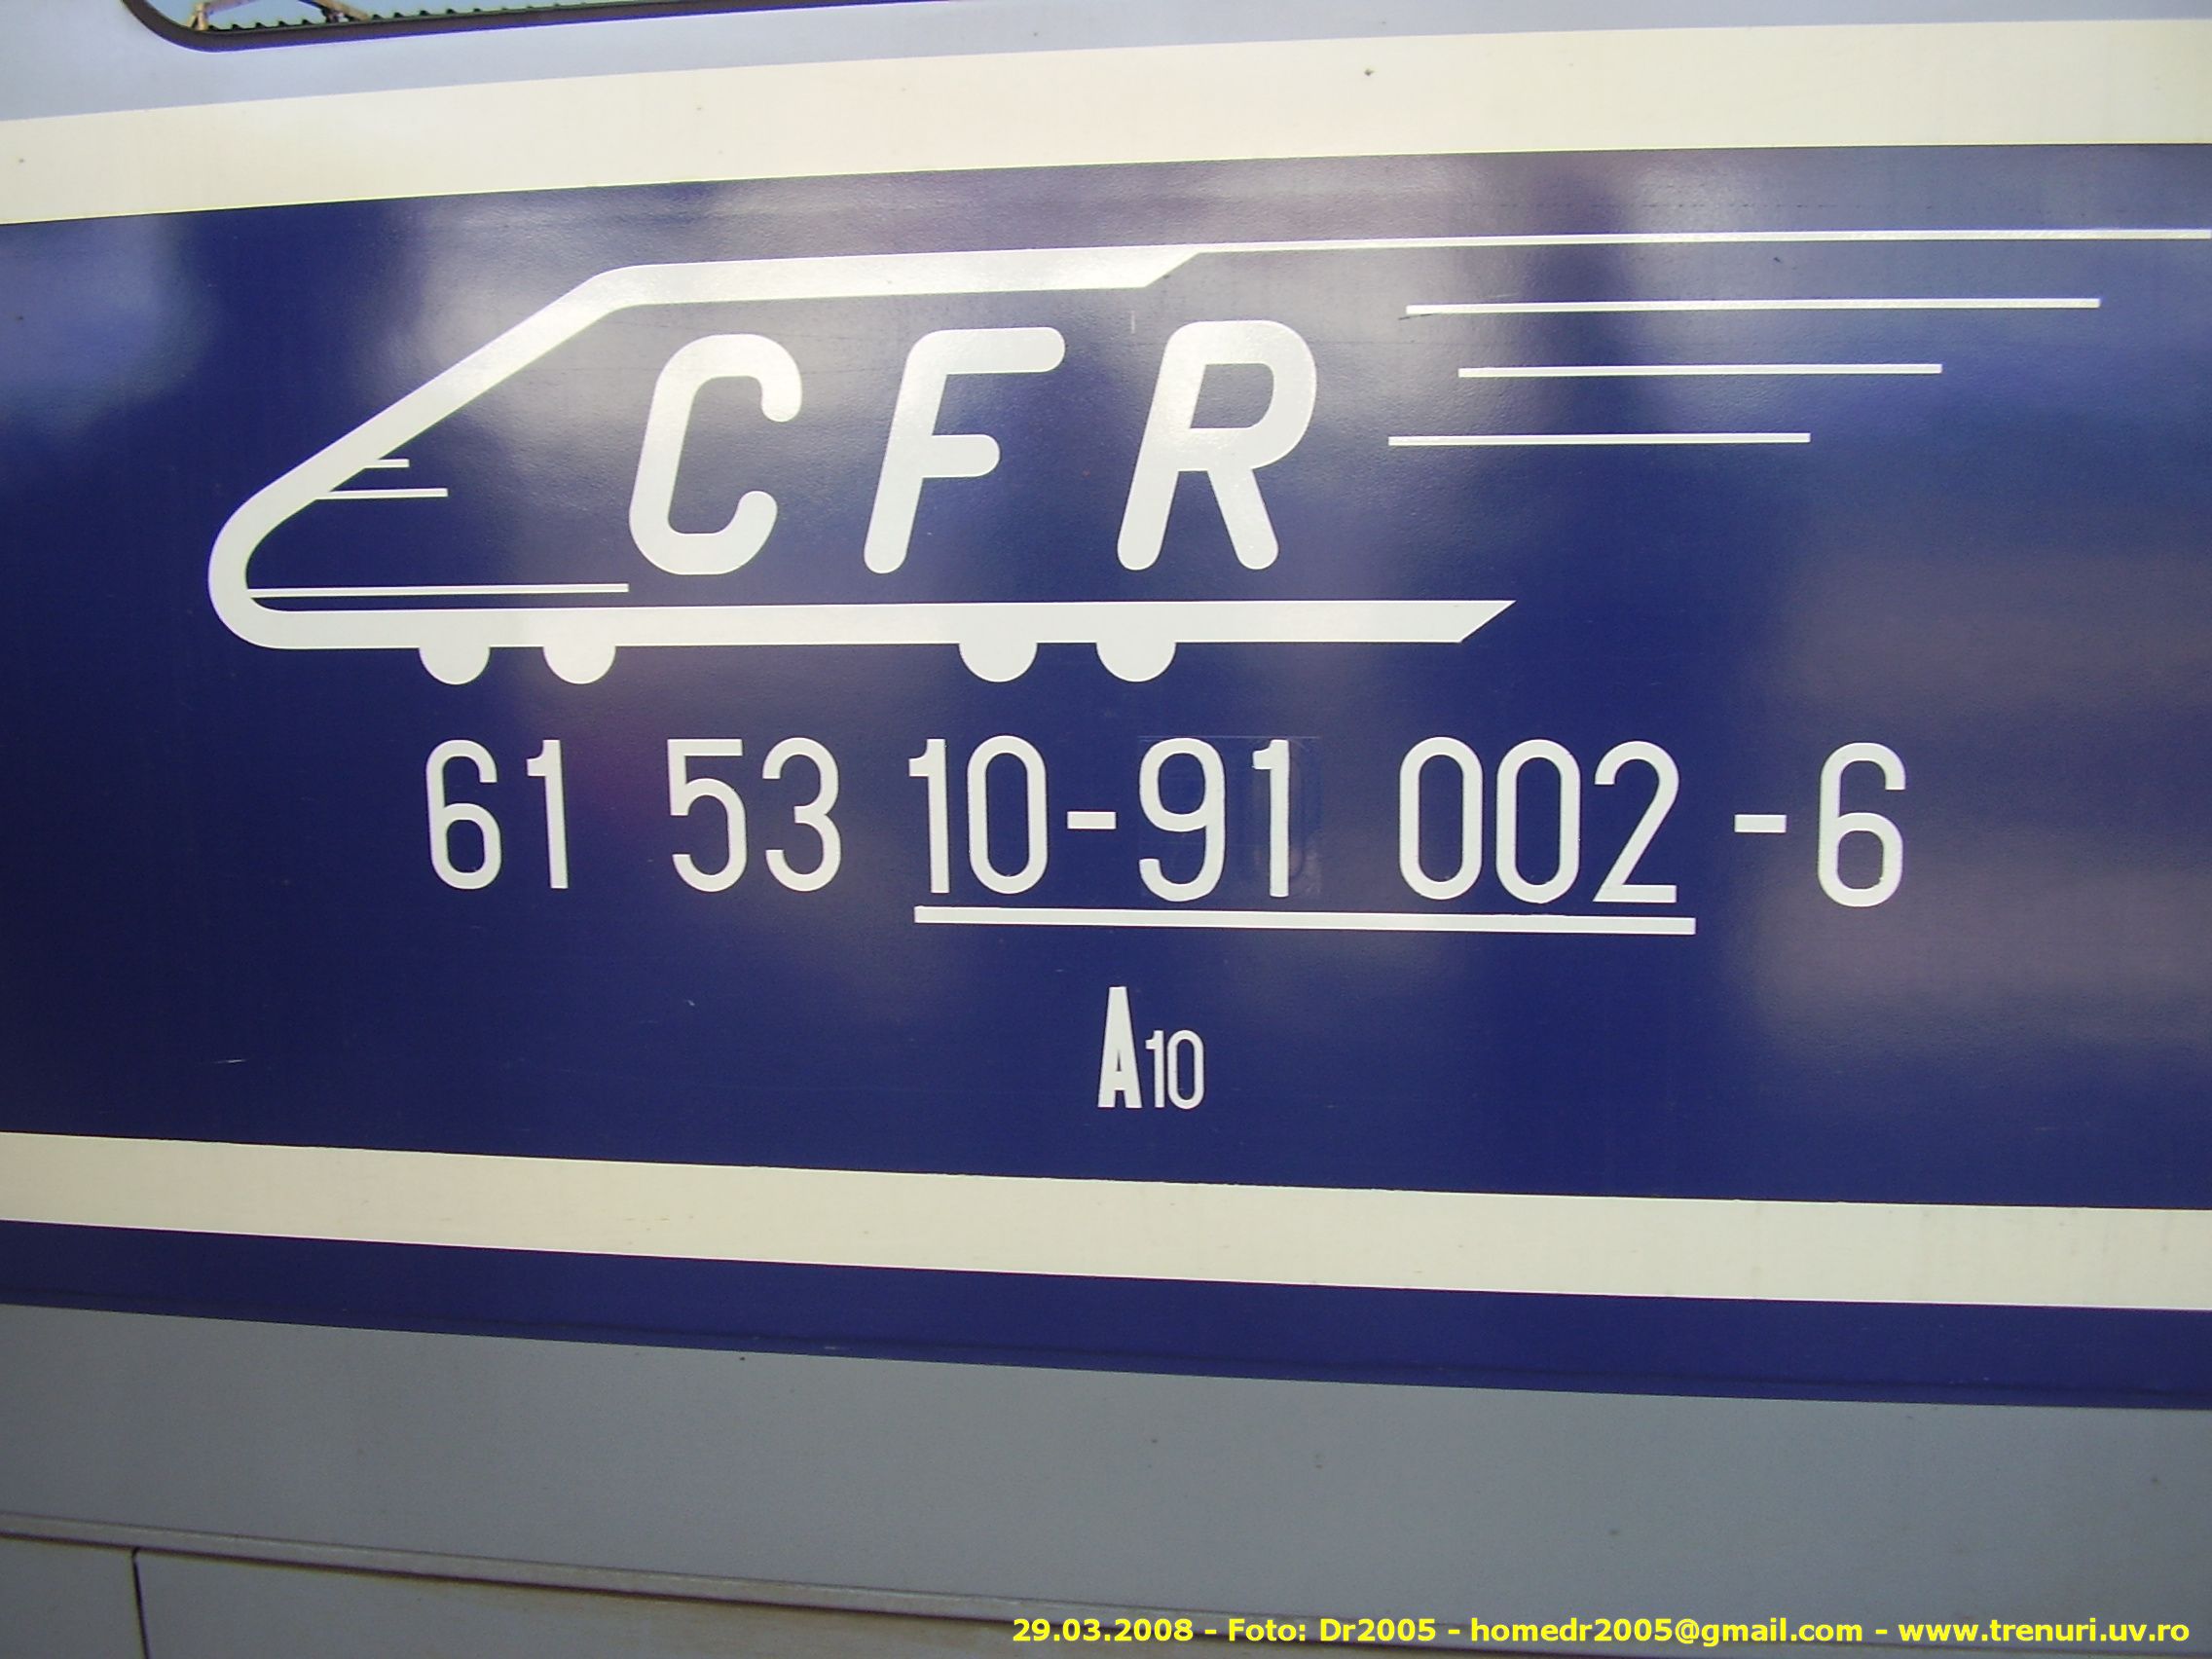 CFR
61 53 10-91 002-6
A10
29.03.2008 - Foto: Dr2005 - homedr2005@gmail.com - www.trenuri.uv.ro